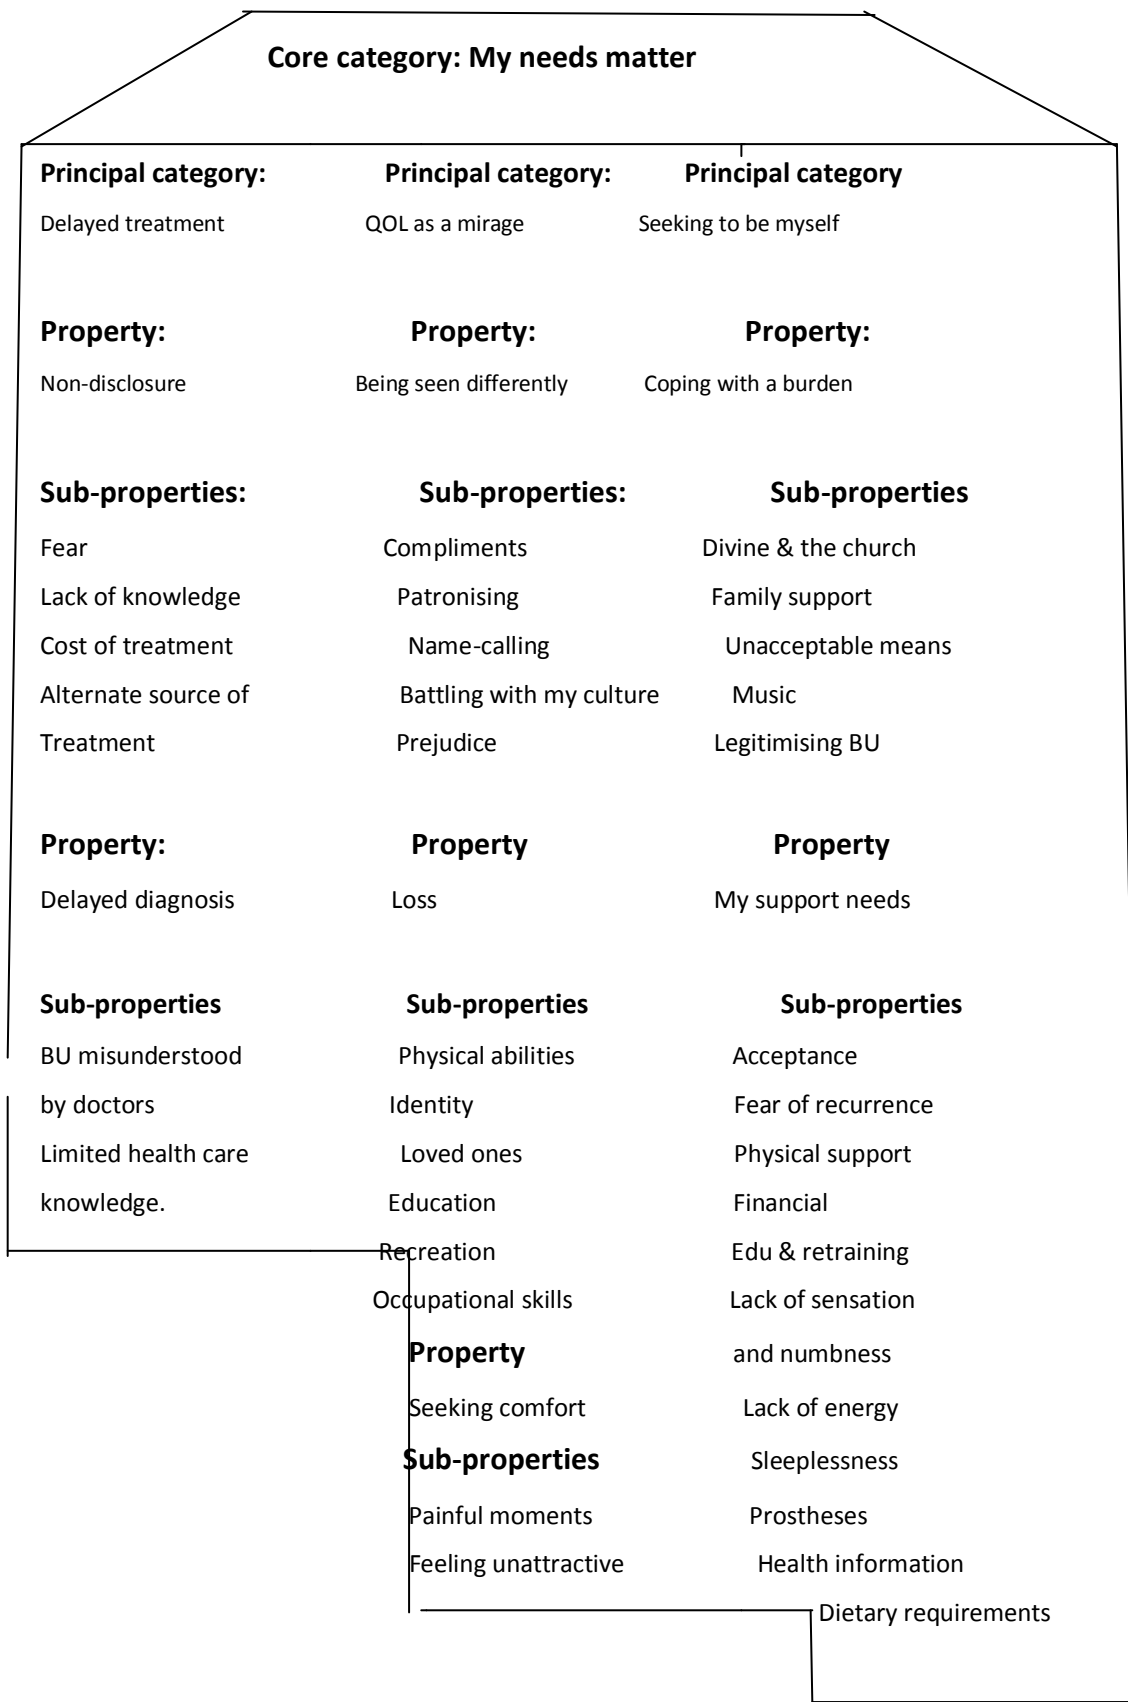 Core category: My needs matter
Principal category: Principal category: Principal category
Delayed treatment QOL as a mirage Seeking to be myself
Property: Property: Property:
Non-disclosure Being seen differently Coping with a burden
Sub-properties: Sub-properties: Sub-properties
Fear Compliments Divine & the church
Lack of knowledge Patronising Family support
Cost of treatment Name-calling Unacceptable means
Alternate source of Battling with my culture Music
Treatment Prejudice Legitimising BU
Property: Property Property
Delayed diagnosis Loss My support needs
Sub-properties Sub-properties Sub-properties
BU misunderstood Physical abilities Acceptance
by doctors Identity Fear of recurrence
Limited health care Loved ones Physical support
knowledge. Education Financial
Recreation Edu & retraining
Occupational skills Lack of sensation
Property and numbness
Seeking comfort Lack of energy
Sub-properties Sleeplessness
Painful moments Prostheses
Feeling unattractive Health information
Dietary requirements